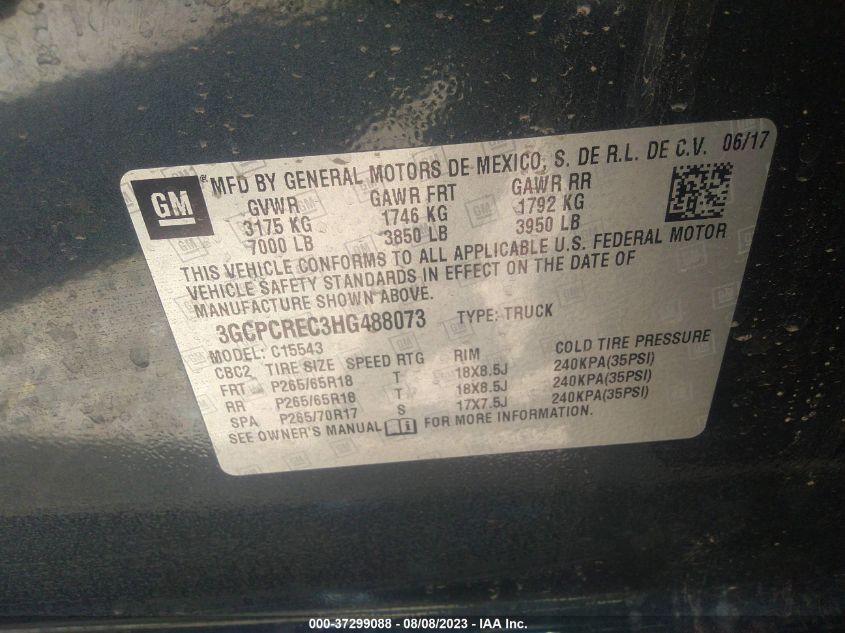 GM ® MFD BY GENERAL MOTORS DE MEXICO, S. DE R.L. DE C.V. 06/17
GVWR GAWR FRT GAWR RR
3175 KG 1746 KG 1792 KG
7000 LB 3850 LB 3950 LB
THIS VEHICLE CONFORMS TO ALL APPLICABLE U.S. FEDERAL MOTOR
VEHICLE SAFETY STANDARDS IN EFFECT ON THE DATE OF
MANUFACTURE SHOWN ABOVE.
3GCPCREC3HG488073 TYPE: TRUCK
MODEL: C15543
CBC2 TIRE SIZE SPEED RTG RIM COLD TIRE PRESSURE
FRT P265/65R18 T 18X8.5J 240KPA(35PSI)
RR P265/65R18 T 18X8.5J 240KPA(35PSI)
SPA P265/70R17 S 17X7.5J 240KPA(35PSI)
SEE OWNER'S MANUAL FOR MORE INFORMATION.
000-37299088 - 08/08/2023 - IAA Inc.